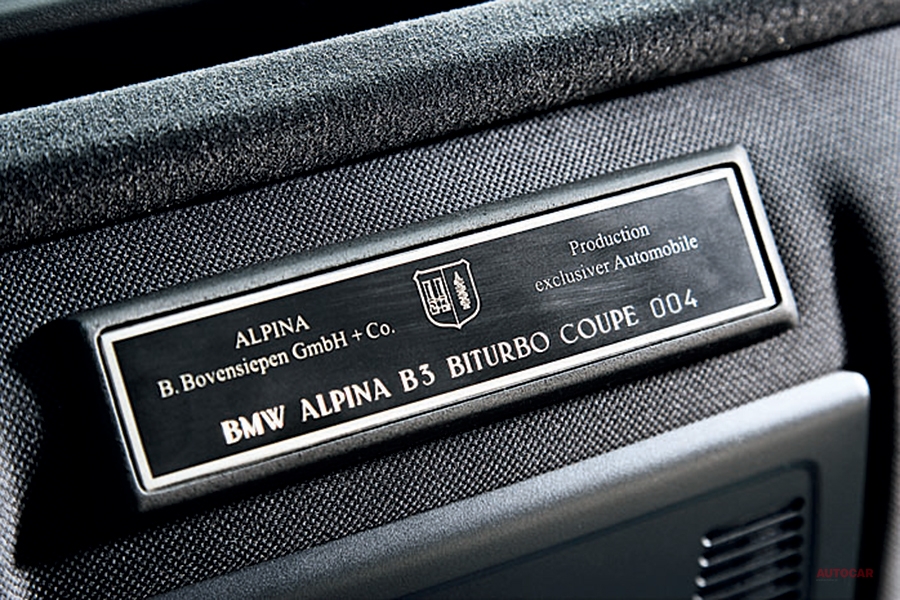 ALPINA
B. Bovensiepen GmbH + Co.
Production
exclusiver Automobile
BMW ALPINA B3 BITURBO COUPE 004
AUTOCAR